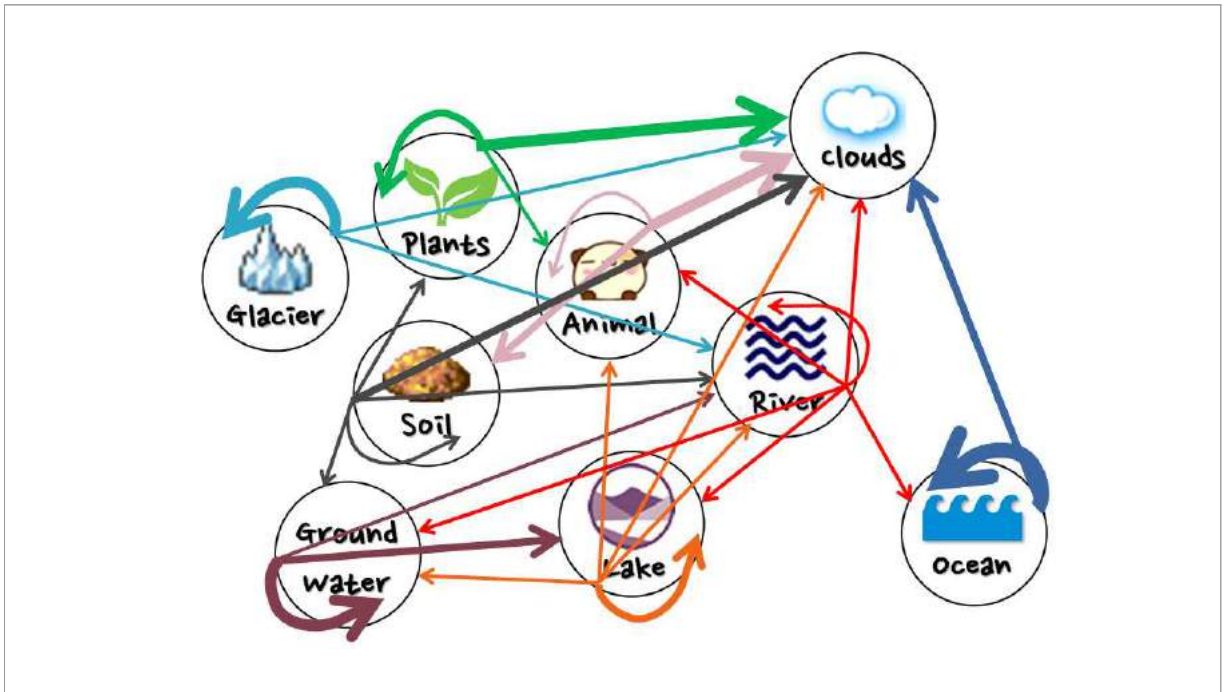 clouds
Plants
Glacier
Animal
River
Soil
Ground
Water
Lake
Ocean